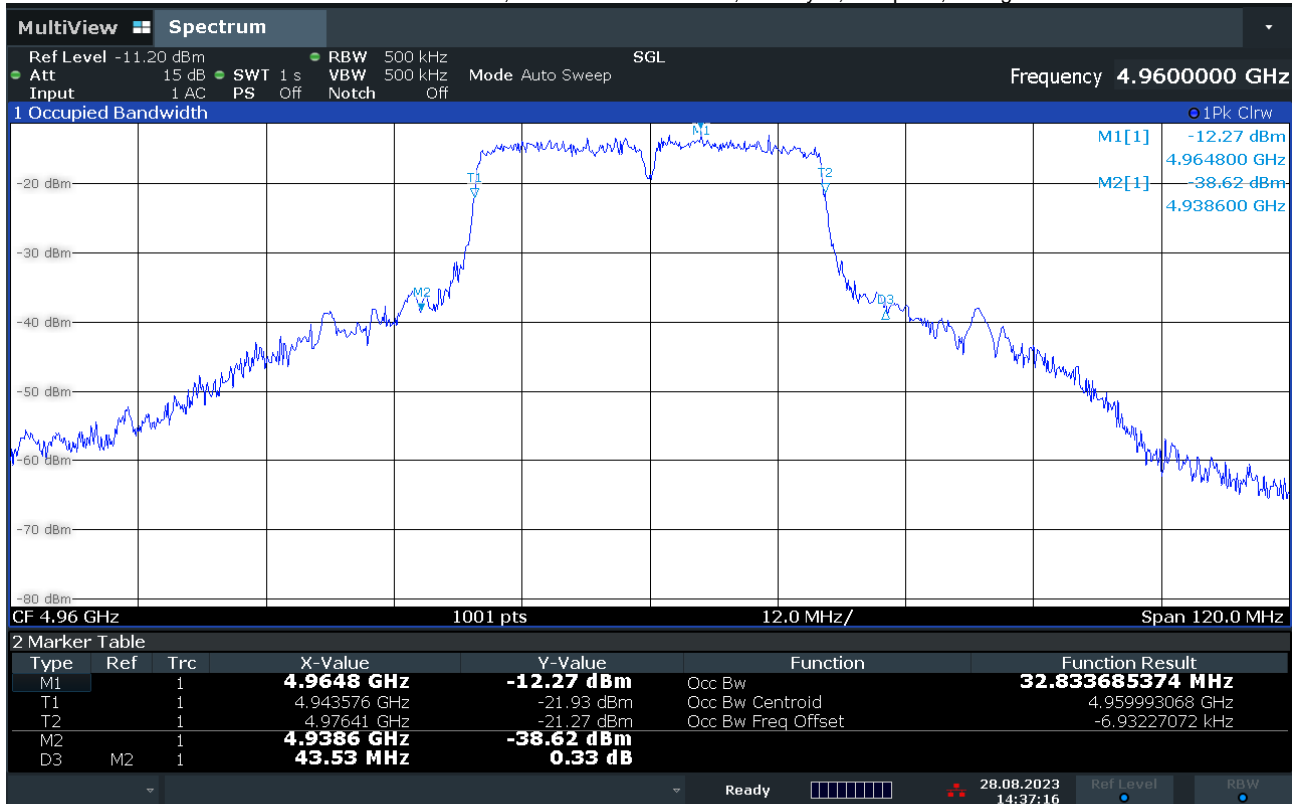 MultiView Spectrum
Ref Level -11.20 dBm RBW 500 kHz SGL
Att 15 dB SWT 1 s VBW 500 kHz Mode Auto Sweep Frequency 4.9600000 GHz
Input 1 AC PS Off Notch Off
1 Occupied Bandwidth 1Pk Clrw
M1 M1[1] -12.27 dBm
4.964800 GHz
T1 T2 -20 dBm M2[1] -38.62 dBm
4.938600 GHz
-30 dBm
M2 D3
-40 dBm
-50 dBm
-60 dBm
-70 dBm
-80 dBm
CF 4.96 GHz 1001 pts 12.0 MHz/ Span 120.0 MHz
2 Marker Table
Type Ref Trc X-Value Y-Value Function Function Result
M1 1 4.9648 GHz -12.27 dBm Occ Bw 32.833685374 MHz
T1 1 4.943576 GHz -21.93 dBm Occ Bw Centroid 4.959993068 GHz
T2 1 4.97641 GHz -21.27 dBm Occ Bw Freq Offset -6.93227072 kHz
M2 1 4.9386 GHz -38.62 dBm
D3 M2 1 43.53 MHz 0.33 dB
Ready 28.08.2023 Ref Level RBW
14:37:16